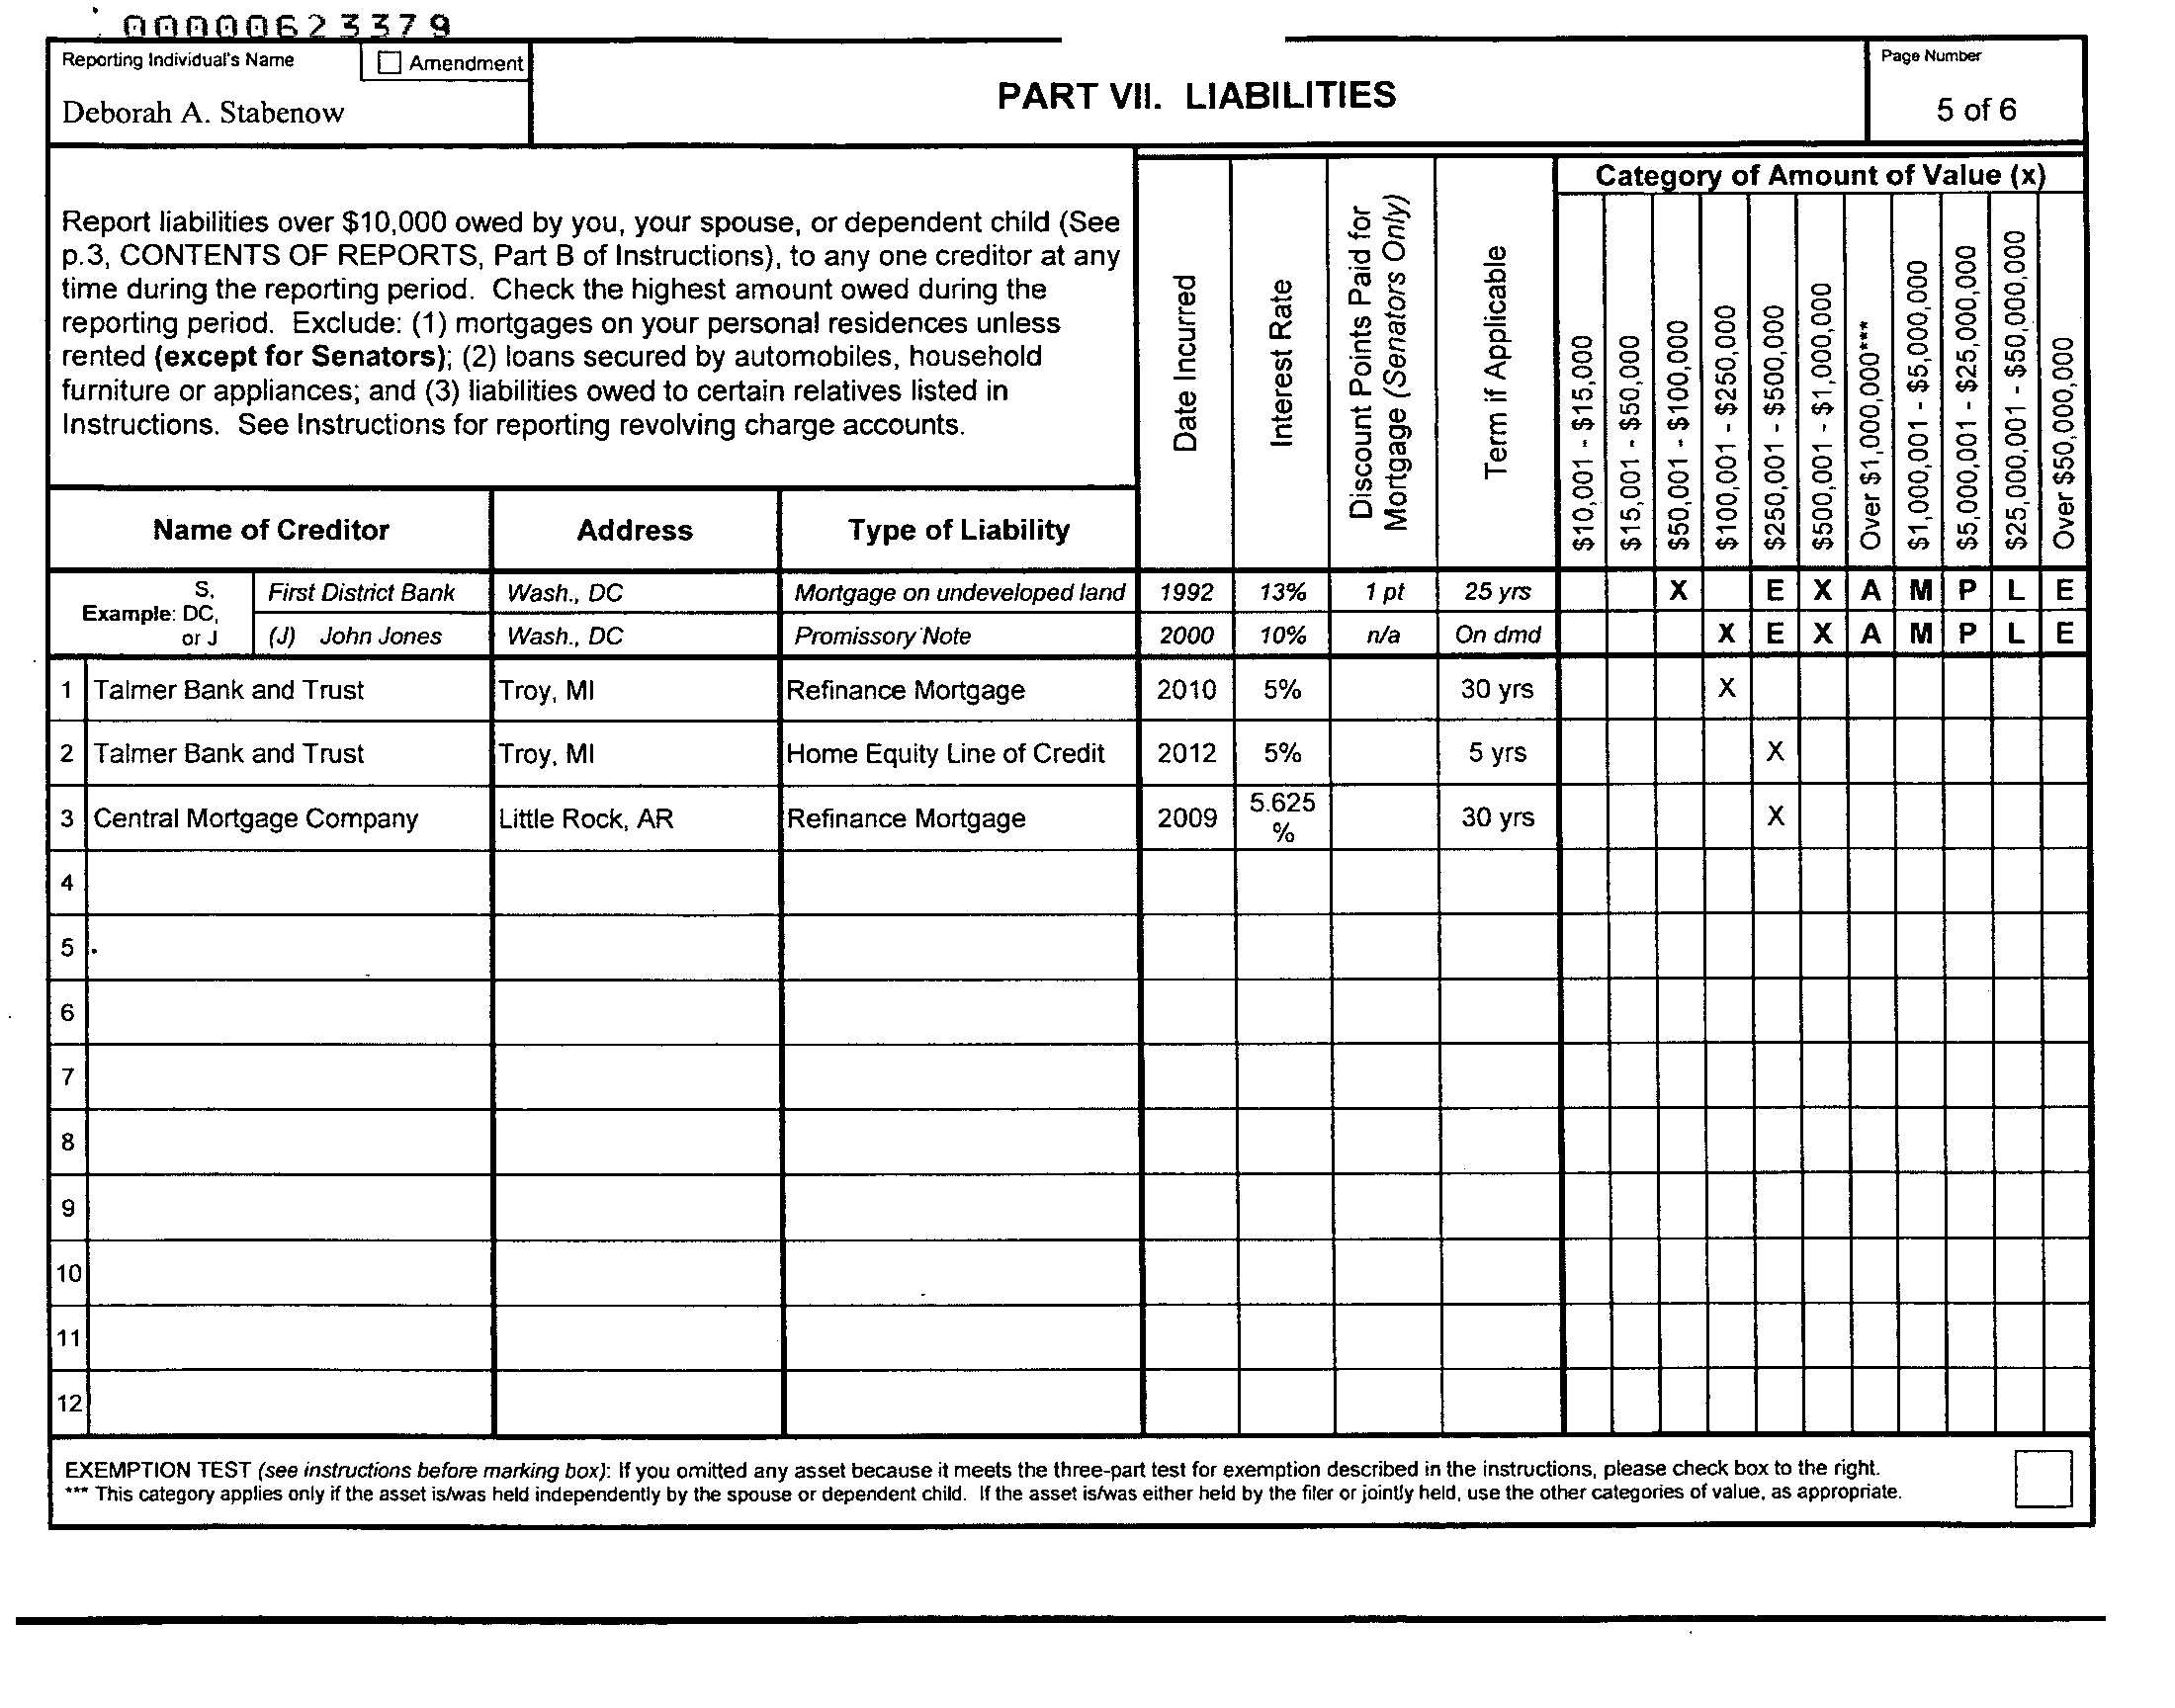 00000623379
Reporting Individual's Name
☐ Amendment
Deborah A. Stabenow
PART VII. LIABILITIES
Page Number
5 of 6
Report liabilities over $10,000 owed by you, your spouse, or dependent child (See
p.3, CONTENTS OF REPORTS, Part B of Instructions), to any one creditor at any
time during the reporting period. Check the highest amount owed during the
reporting period. Exclude: (1) mortgages on your personal residences unless
rented (except for Senators); (2) loans secured by automobiles, household
furniture or appliances; and (3) liabilities owed to certain relatives listed in
Instructions. See Instructions for reporting revolving charge accounts.
Name of Creditor
Address
Type of Liability
Date Incurred
Interest Rate
Discount Points Paid for
Mortgage (Senators Only)
Term if Applicable
Category of Amount of Value (x)
$10,001 - $15,000
$15,001 - $50,000
$50,001 - $100,000
$100,001 - $250,000
$250,001 - $500,000
$500,001 - $1,000,000
Over $1,000,000***
$1,000,001 - $5,000,000
$5,000,001 - $25,000,000
$25,000,001 - $50,000,000
Over $50,000,000
S,
Example: DC,
or J
First District Bank Wash., DC Mortgage on undeveloped land 1992 13% 1 pt 25 yrs X E X A M P L E
(J) John Jones Wash., DC Promissory Note 2000 10% n/a On dmd X E X A M P L E
1 Talmer Bank and Trust Troy, MI Refinance Mortgage 2010 5% 30 yrs X
2 Talmer Bank and Trust Troy, MI Home Equity Line of Credit 2012 5% 5 yrs X
3 Central Mortgage Company Little Rock, AR Refinance Mortgage 2009 5.625 % 30 yrs X
4
5
6
7
8
9
10
11
12
EXEMPTION TEST (see instructions before marking box): If you omitted any asset because it meets the three-part test for exemption described in the instructions, please check box to the right.
*** This category applies only if the asset is/was held independently by the spouse or dependent child. If the asset is/was either held by the filer or jointly held, use the other categories of value, as appropriate.